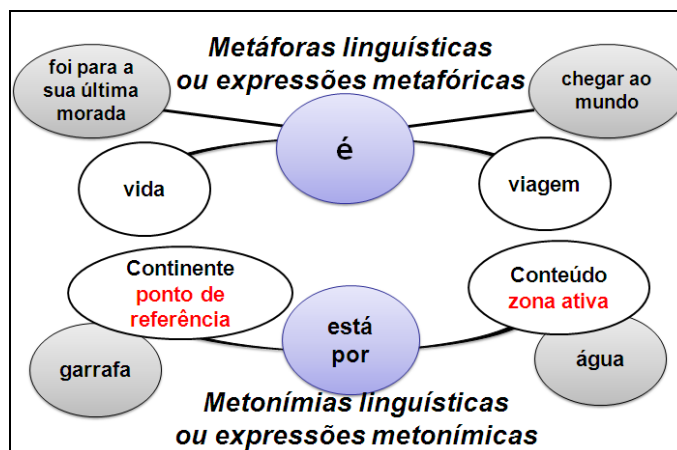 Metáforas linguísticas
ou expressões metafóricas
foi para a
sua última
morada
chegar ao
mundo
é
vida
viagem
Continente
ponto de
referência
Conteúdo
zona ativa
está
por
garrafa
água
Metonímias linguísticas
ou expressões metonímicas